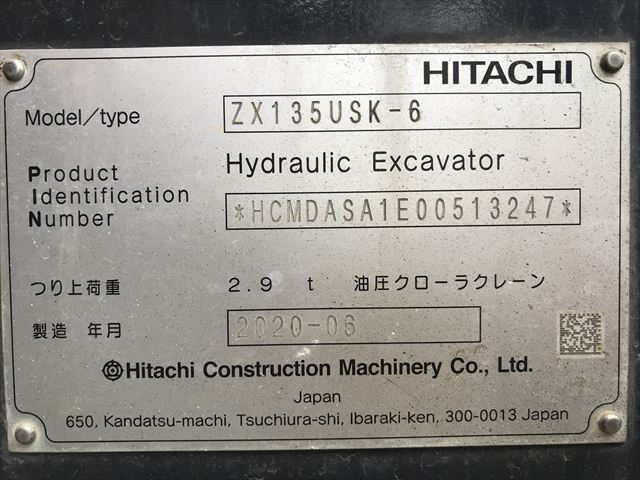 HITACHI
Model/type ZX135USK-6
Hydraulic Excavator
Product
Identification
Number *HCMDASA1E00513247*
つり上荷重 2.9 t 油圧クローラクレーン
製造 年月 2020-06
Hitachi Construction Machinery Co., Ltd.
Japan
650, Kandatsu-machi, Tsuchiura-shi, Ibaraki-ken, 300-0013 Japan